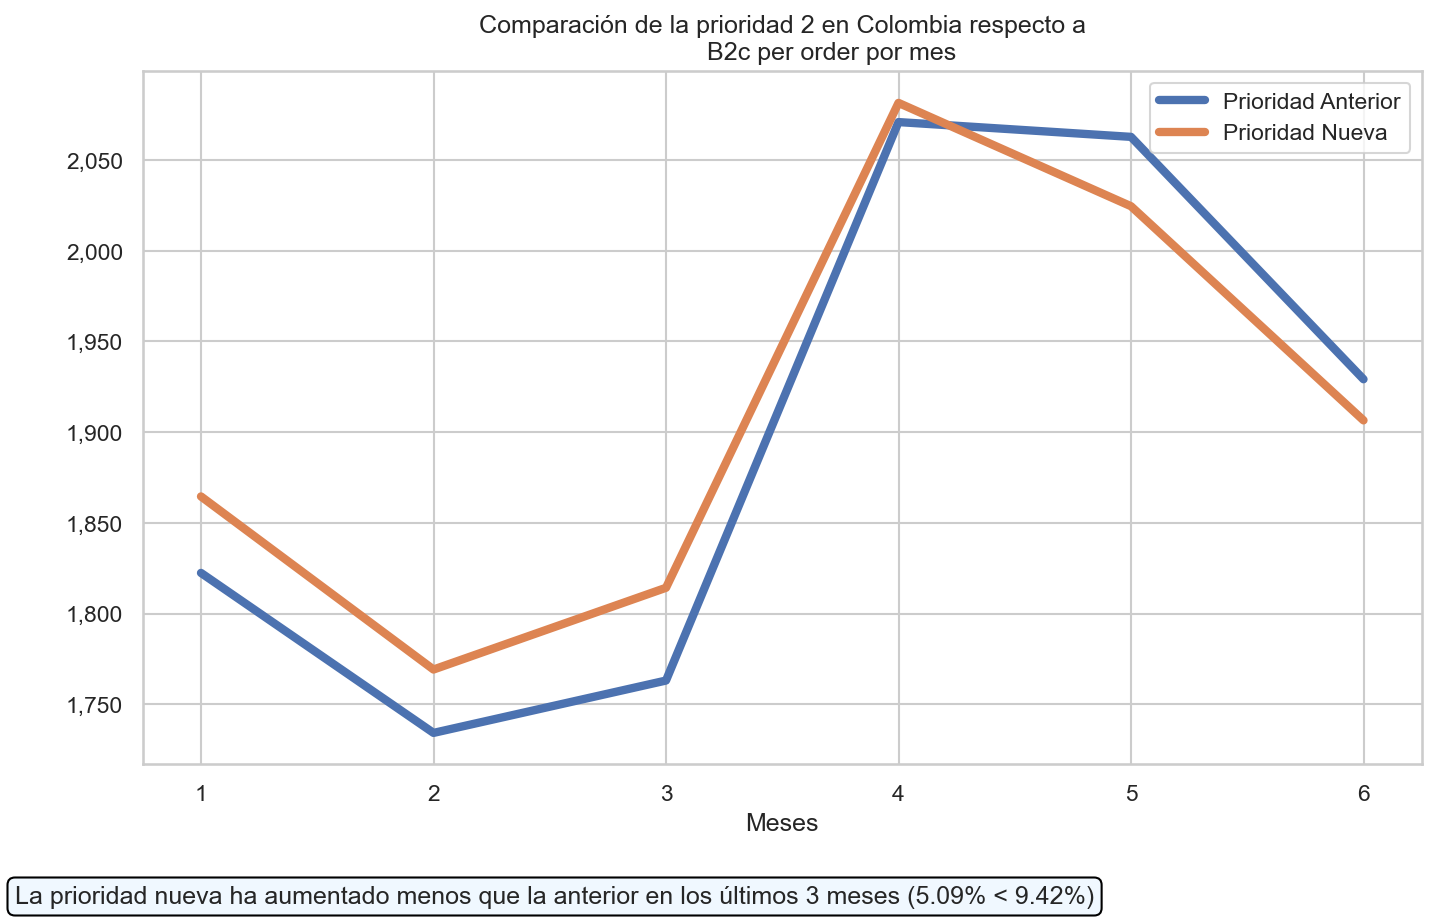 Comparación de la prioridad 2 en Colombia respecto a
B2c per order por mes
Prioridad Anterior
Prioridad Nueva
2,050
2,000
1,950
1,900
1,850
1,800
1,750
1 2 3 4 5 6
Meses
La prioridad nueva ha aumentado menos que la anterior en los últimos 3 meses (5.09% < 9.42%)